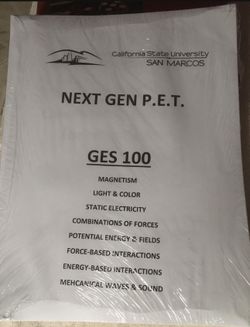 California State University
SAN MARCOS
NEXT GEN P.E.T.
GES 100
MAGNETISM
LIGHT & COLOR
STATIC ELECTRICITY
COMBINATIONS OF FORCES
POTENTIAL ENERGY & FIELDS
FORCE-BASED INTERACTIONS
ENERGY-BASED INTERACTIONS
MEHCANICAL WAVES & SOUND